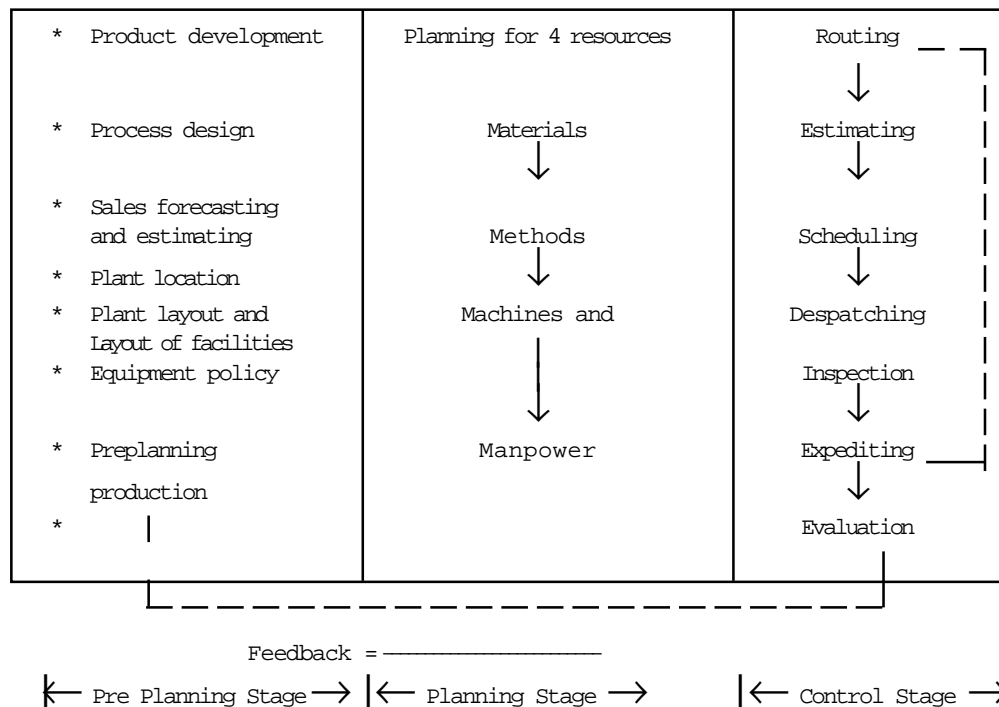 * Product development
* Process design
* Sales forecasting
and estimating
* Plant location
* Plant layout and
Layout of facilities
* Equipment policy
* Preplanning
production
*
Planning for 4 resources
Materials
Methods
Machines and
Manpower
Routing
Estimating
Scheduling
Despatching
Inspection
Expediting
Evaluation
Feedback =
Pre Planning Stage
Planning Stage
Control Stage